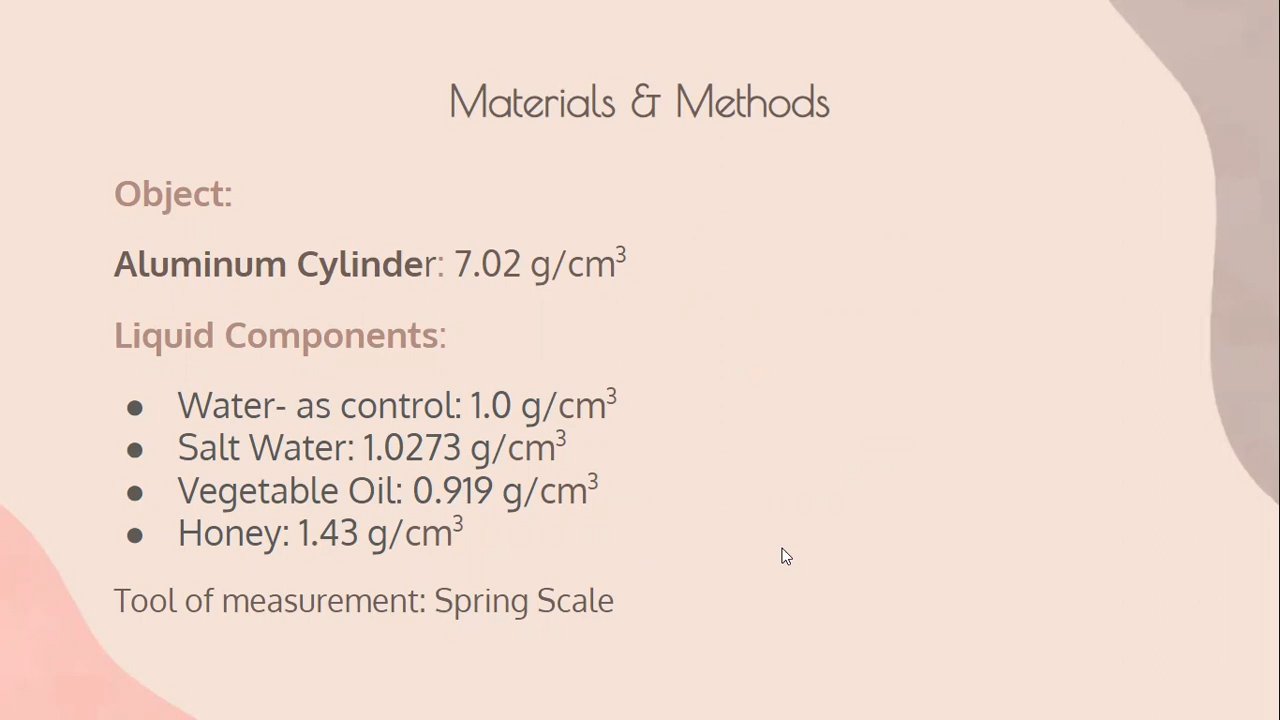 Materials & Methods
Object:
Aluminum Cylinder: 7.02 g/cm³
Liquid Components:
● Water- as control: 1.0 g/cm³
● Salt Water: 1.0273 g/cm³
● Vegetable Oil: 0.919 g/cm³
● Honey: 1.43 g/cm³
Tool of measurement: Spring Scale